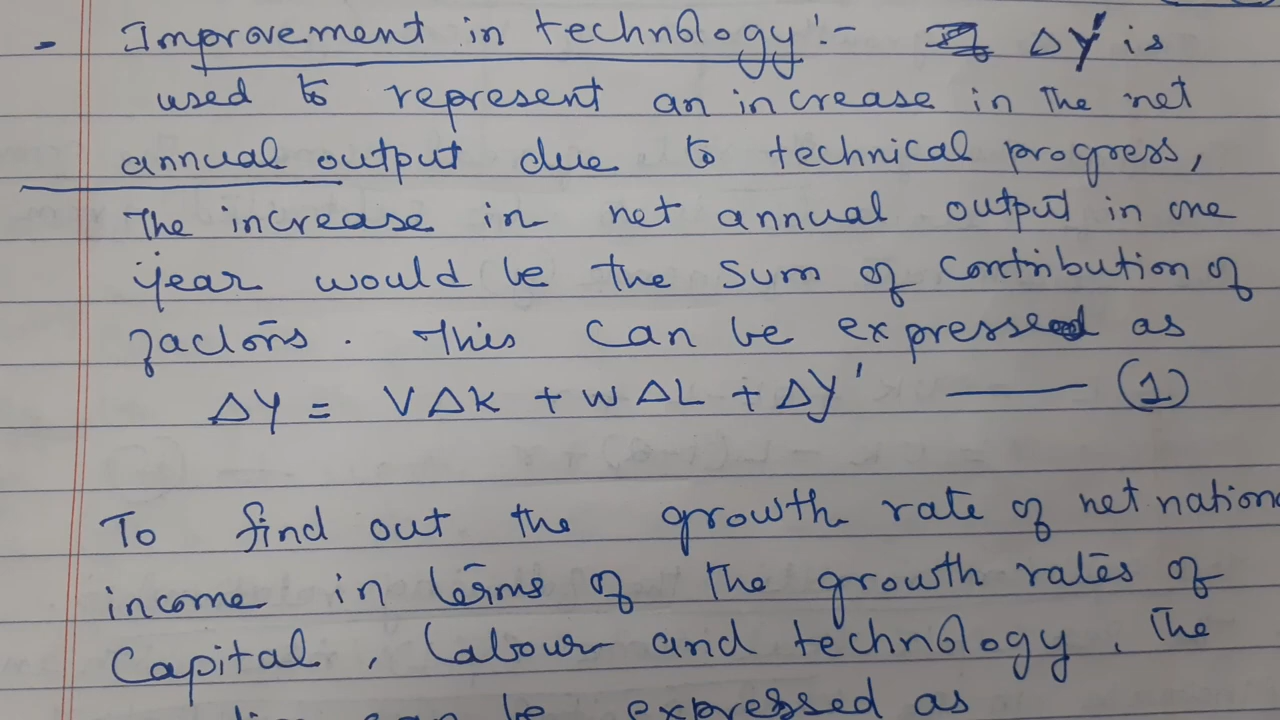 - Improvement in technology :- ΔY' is
used to represent an increase in the net
annual output due to technical progress,
The increase in net annual output in one
year would be the sum of contribution of
factors. This can be expressed as
ΔY = VΔK + WΔL + ΔY' —— (1)
To find out the growth rate of net nation
income in terms of the growth rates of
Capital, labour and technology. The
can be expressed as